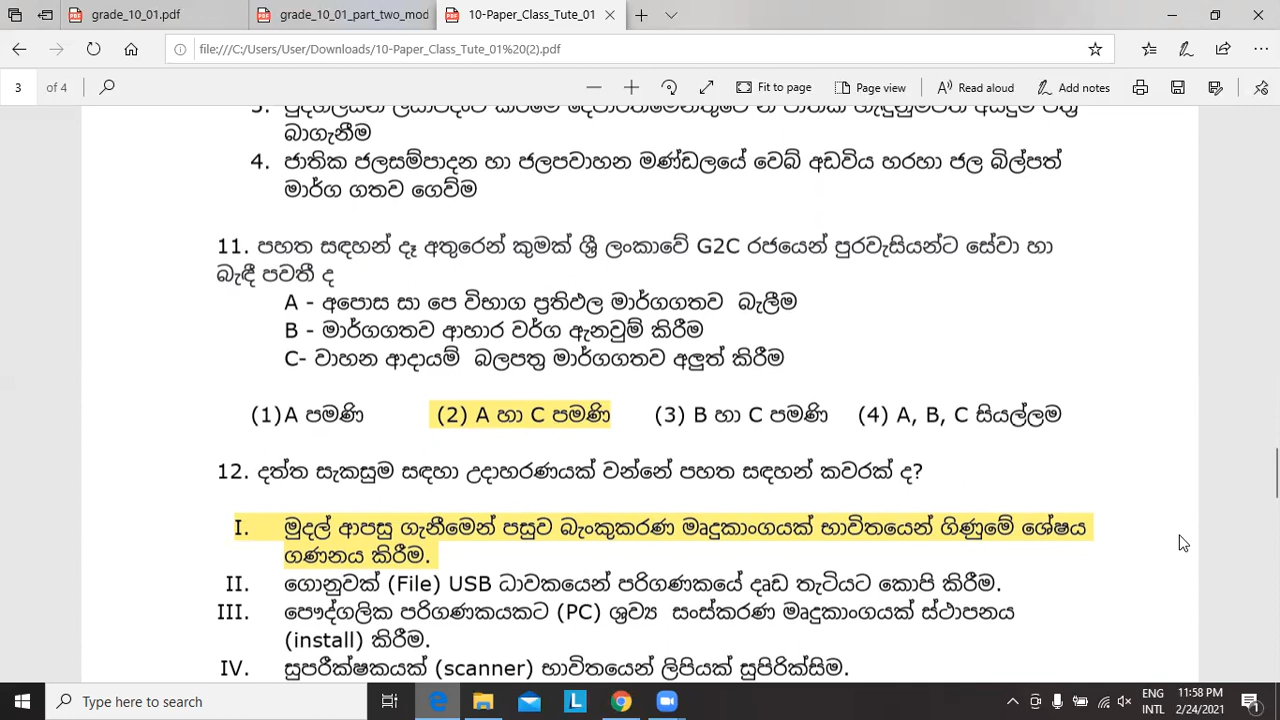 grade_10_01.pdf
grade_10_01_part_two_mod
10-Paper_Class_Tute_01
file:///C:/Users/User/Downloads/10-Paper_Class_Tute_01%20(2).pdf
3 of 4
Fit to page
Page view
Read aloud
Add notes
බාගැනීම
4. ජාතික ජලසම්පාදන හා ජලපවාහන මණ්ඩලයේ වෙබ් අඩවිය හරහා ජල බිල්පත්
මාර්ග ගතව ගෙව්ම
11. පහත සඳහන් දෑ අතුරෙන් කුමක් ශ්‍රී ලංකාවේ G2C රජයෙන් පුරවැසියන්ට සේවා හා
බැඳී පවතී ද
A - අපොස සා පෙ විභාග ප්‍රතිඵල මාර්ගගතව බැලීම
B - මාර්ගගතව ආහාර වර්ග ඇනවුම් කිරීම
C- වාහන ආදායම් බලපත්‍ර මාර්ගගතව අලුත් කිරීම
(1)A පමණි (2) A හා C පමණි (3) B හා C පමණි (4) A, B, C සියල්ලම
12. දත්ත සැකසුම සඳහා උදාහරණයක් වන්නේ පහත සඳහන් කවරක් ද?
I. මුදල් ආපසු ගැනීමෙන් පසුව බැංකුකරණ මෘදුකාංගයක් භාවිතයෙන් ගිණුමේ ශේෂය
ගණනය කිරීම.
II. ගොනුවක් (File) USB ධාවකයෙන් පරිගණකයේ දෘඩ තැටියට කොපි කිරීම.
III. පෞද්ගලික පරිගණකයකට (PC) ශ්‍රව්‍ය සංස්කරණ මෘදුකාංගයක් ස්ථාපනය
(install) කිරීම.
IV. සුපරීක්ෂකයක් (scanner) භාවිතයෙන් ලිපියක් සුපිරික්සිම.
Type here to search
ENG
INTL
11:58 PM
2/24/2021